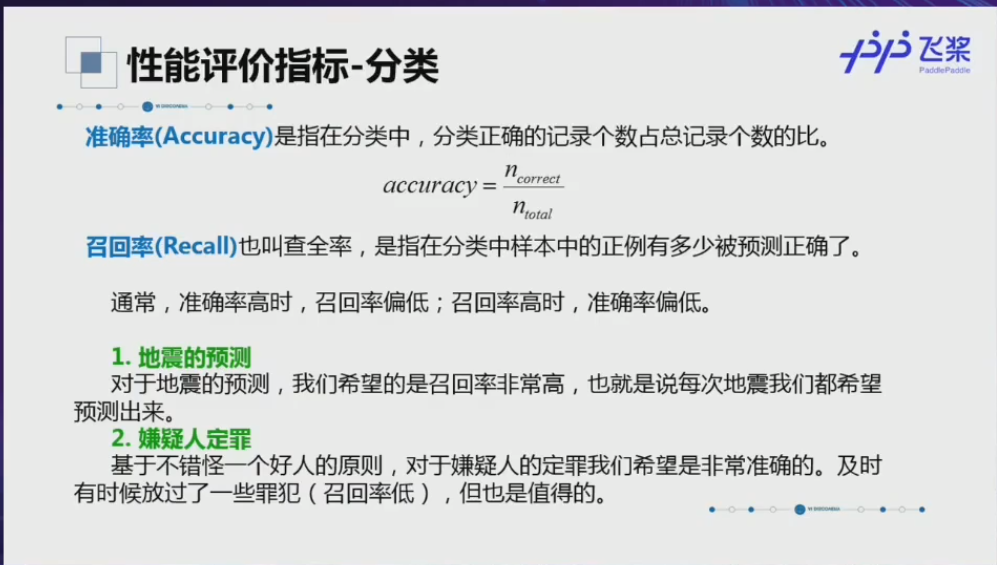 性能评价指标-分类
飞桨
PaddlePaddle
准确率(Accuracy)是指在分类中，分类正确的记录个数占总记录个数的比。
accuracy = n_correct / n_total
召回率(Recall)也叫查全率，是指在分类中样本中的正例有多少被预测正确了。
通常，准确率高时，召回率偏低；召回率高时，准确率偏低。
1. 地震的预测
对于地震的预测，我们希望的是召回率非常高，也就是说每次地震我们都希望
预测出来。
2. 嫌疑人定罪
基于不错怪一个好人的原则，对于嫌疑人的定罪我们希望是非常准确的。及时
有时候放过了一些罪犯（召回率低），但也是值得的。